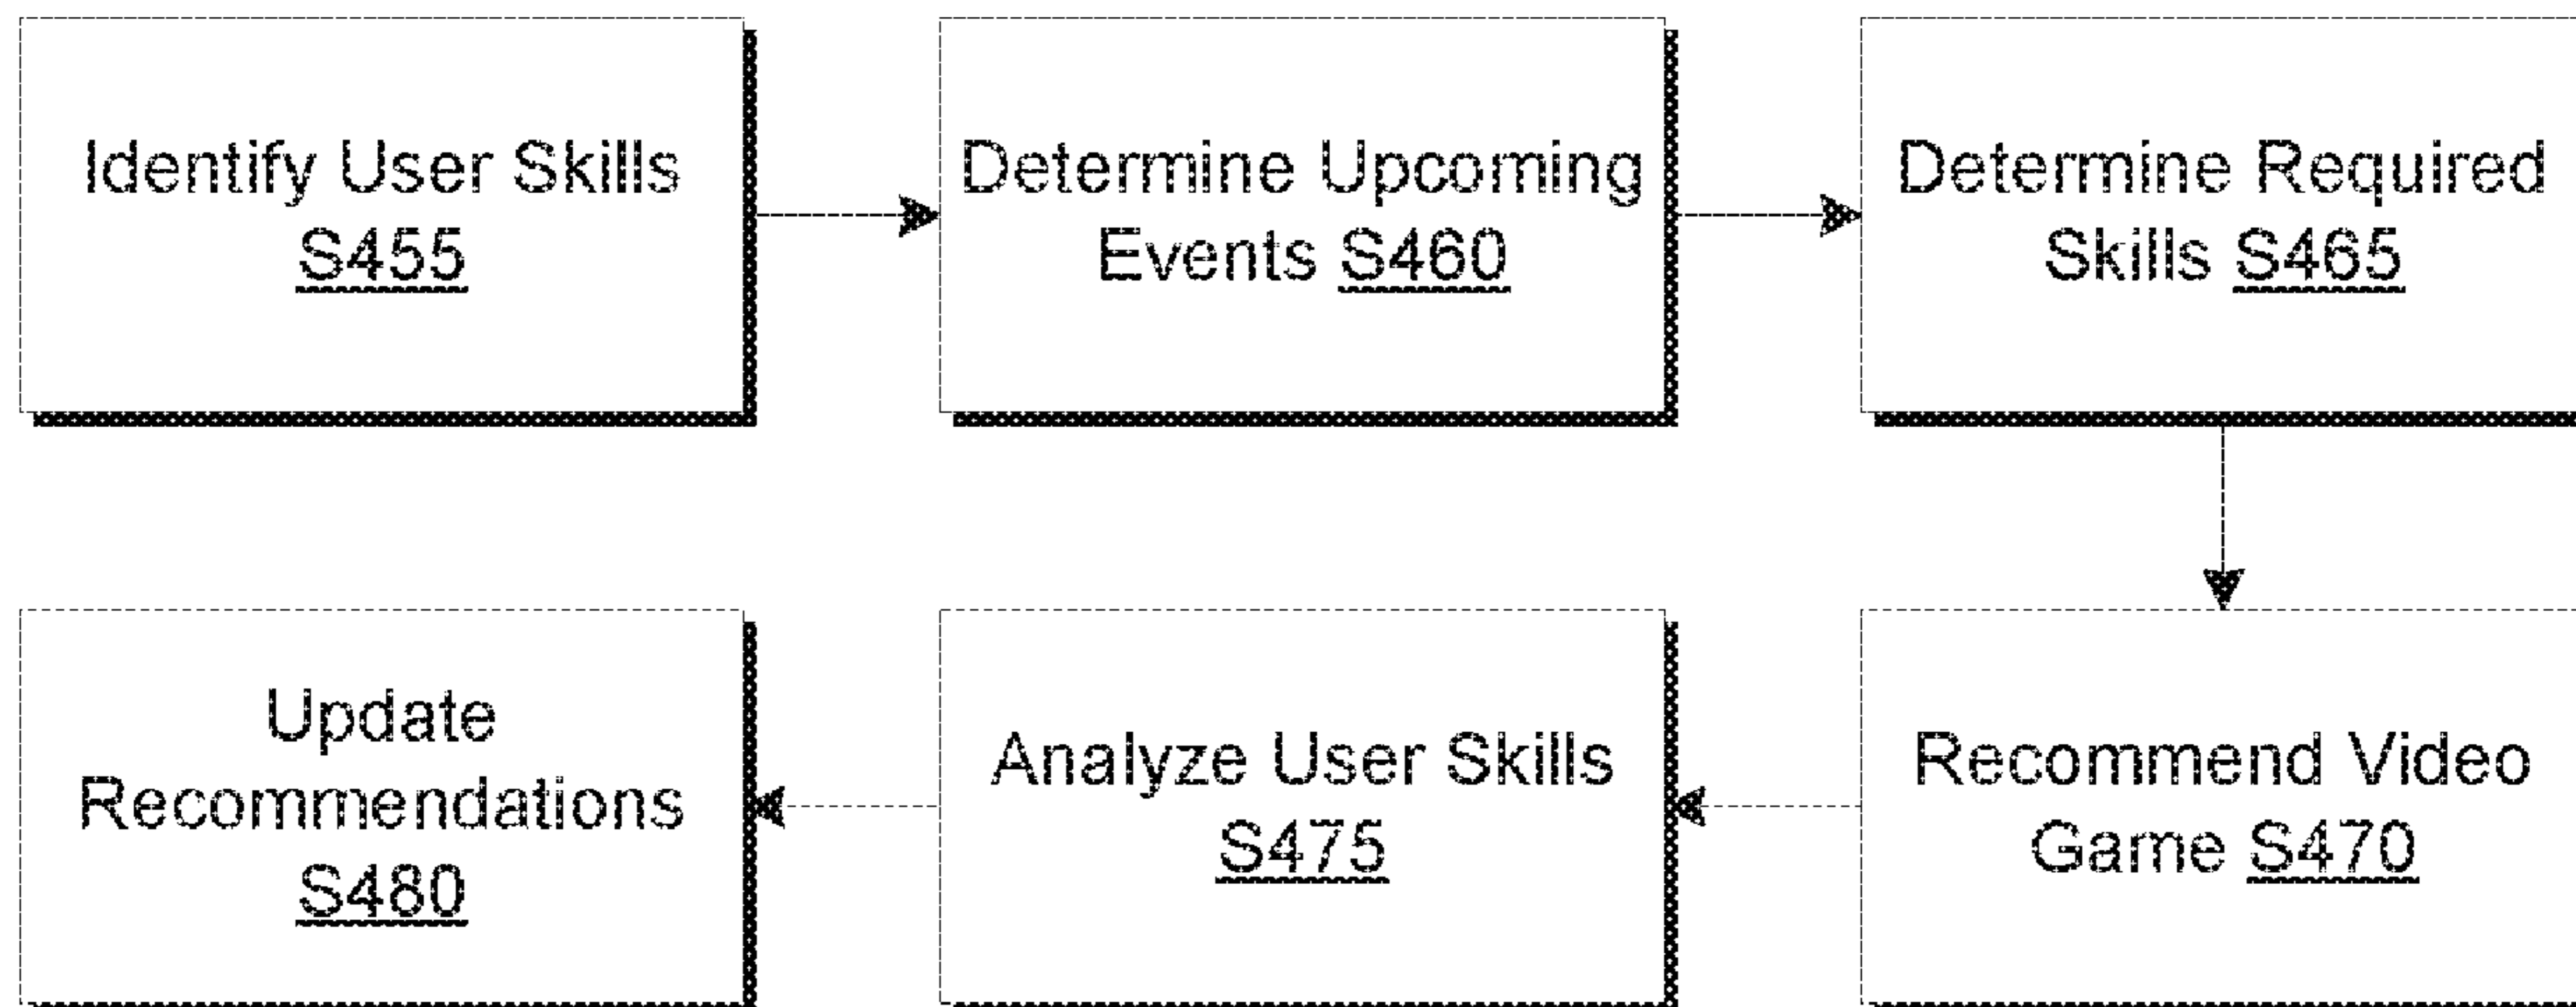 Identify User Skills
S455
Determine Upcoming
Events S460
Determine Required
Skills S465
Update
Recommendations
S480
Analyze User Skills
S475
Recommend Video
Game S470